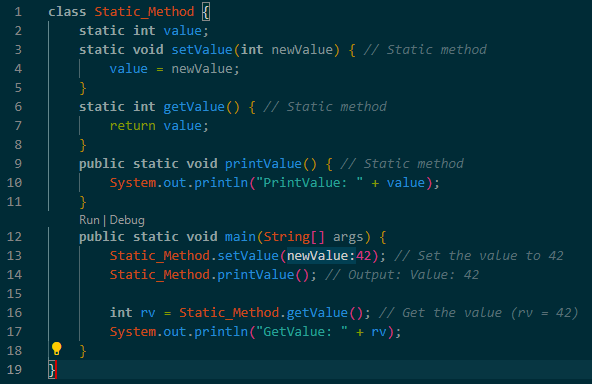 1 class Static_Method {
2     static int value;
3     static void setValue(int newValue) { // Static method
4         value = newValue;
5     }
6     static int getValue() { // Static method
7         return value;
8     }
9     public static void printValue() { // Static method
10         System.out.println("PrintValue: " + value);
11     }
Run | Debug
12     public static void main(String[] args) {
13         Static_Method.setValue(newValue:42); // Set the value to 42
14         Static_Method.printValue(); // Output: Value: 42
15
16         int rv = Static_Method.getValue(); // Get the value (rv = 42)
17         System.out.println("GetValue: " + rv);
18     }
19 }